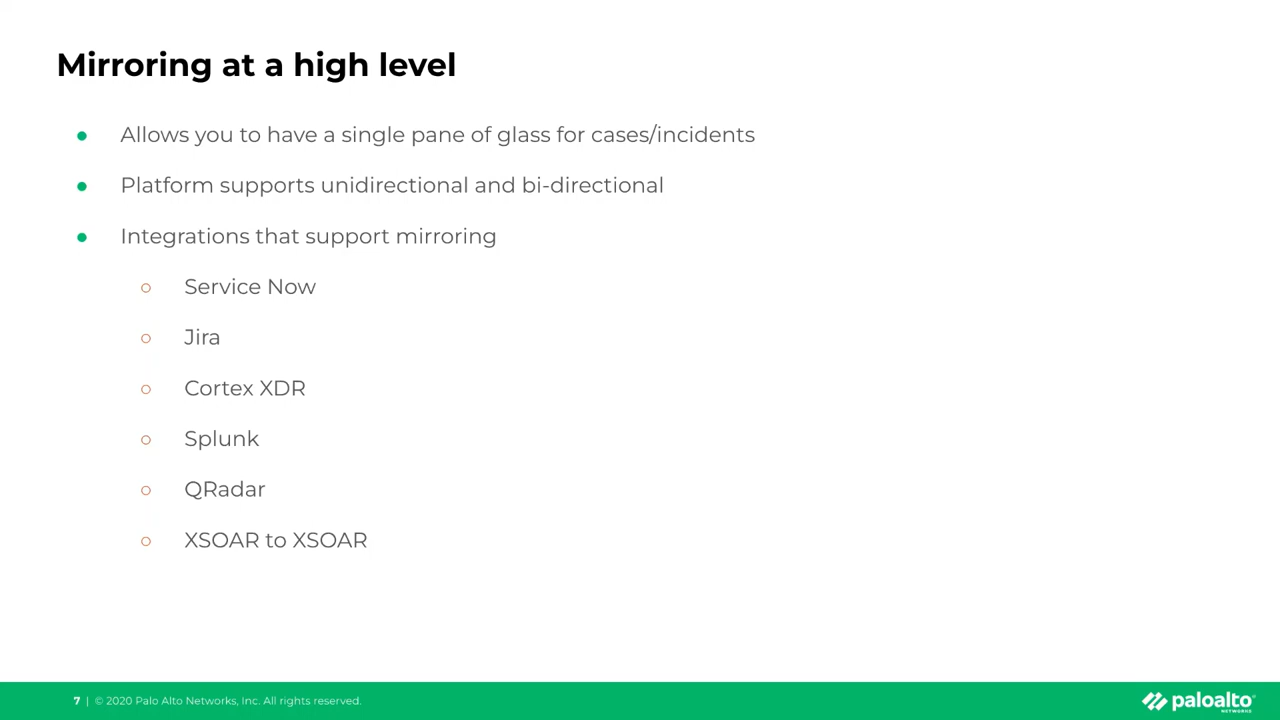 Mirroring at a high level
● Allows you to have a single pane of glass for cases/incidents
● Platform supports unidirectional and bi-directional
● Integrations that support mirroring
○ Service Now
○ Jira
○ Cortex XDR
○ Splunk
○ QRadar
○ XSOAR to XSOAR
7 | © 2020 Palo Alto Networks, Inc. All rights reserved.
paloalto
NETWORKS